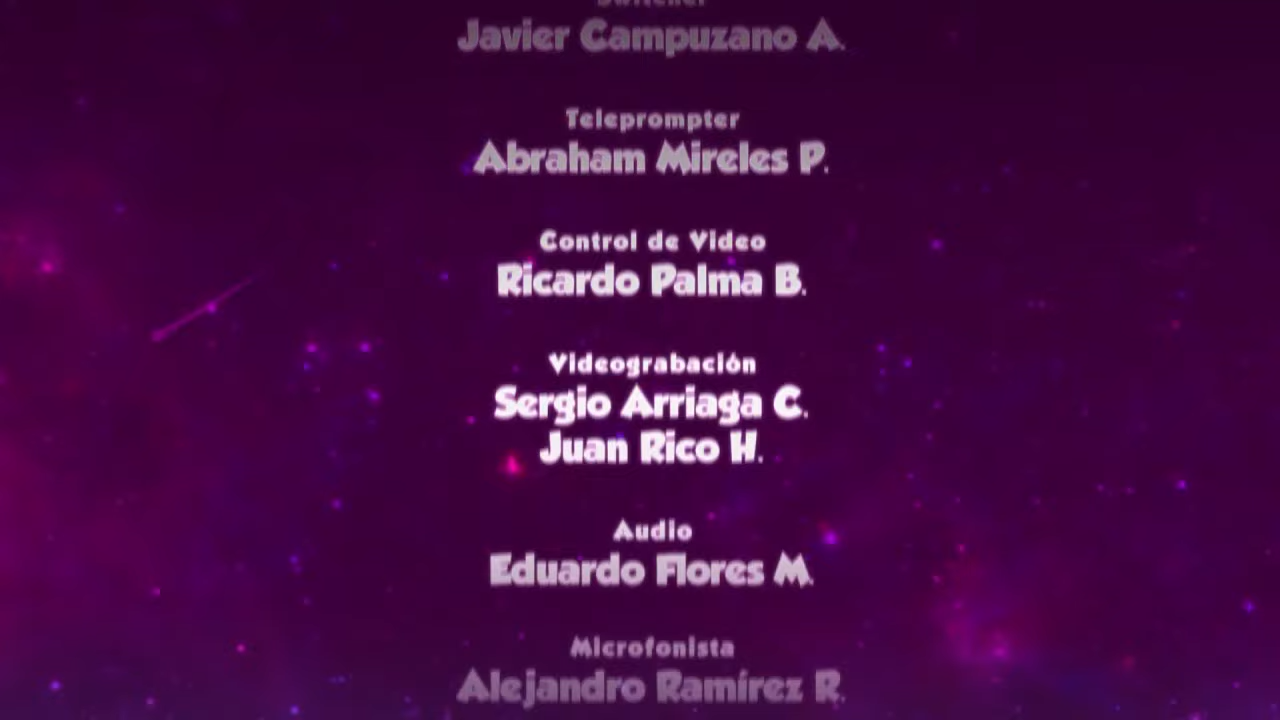 Switcher
Javier Campuzano A.
Teleprompter
Abraham Mireles P.
Control de Video
Ricardo Palma B.
Videograbación
Sergio Arriaga C.
Juan Rico H.
Audio
Eduardo Flores M.
Microfonista
Alejandro Ramírez R.